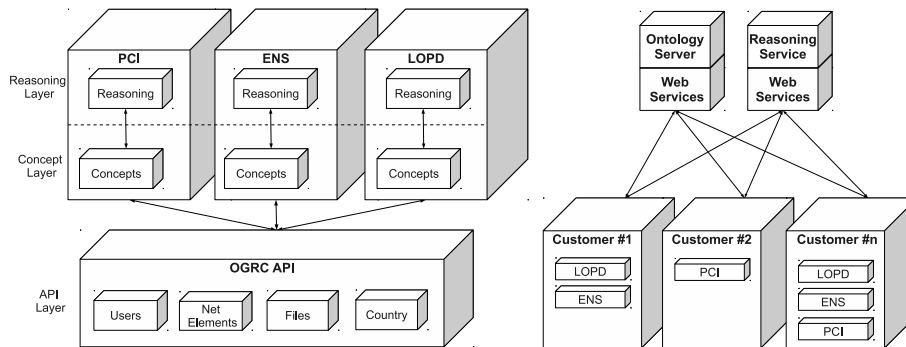 PCI
ENS
LOPD
Reasoning
Layer
Reasoning
Reasoning
Reasoning
Concept
Layer
Concepts
Concepts
Concepts
OGRC API
API
Layer
Users
Net
Elements
Files
Country
Ontology
Server
Web
Services
Reasoning
Service
Web
Services
Customer #1
LOPD
ENS
Customer #2
PCI
Customer #n
LOPD
ENS
PCI